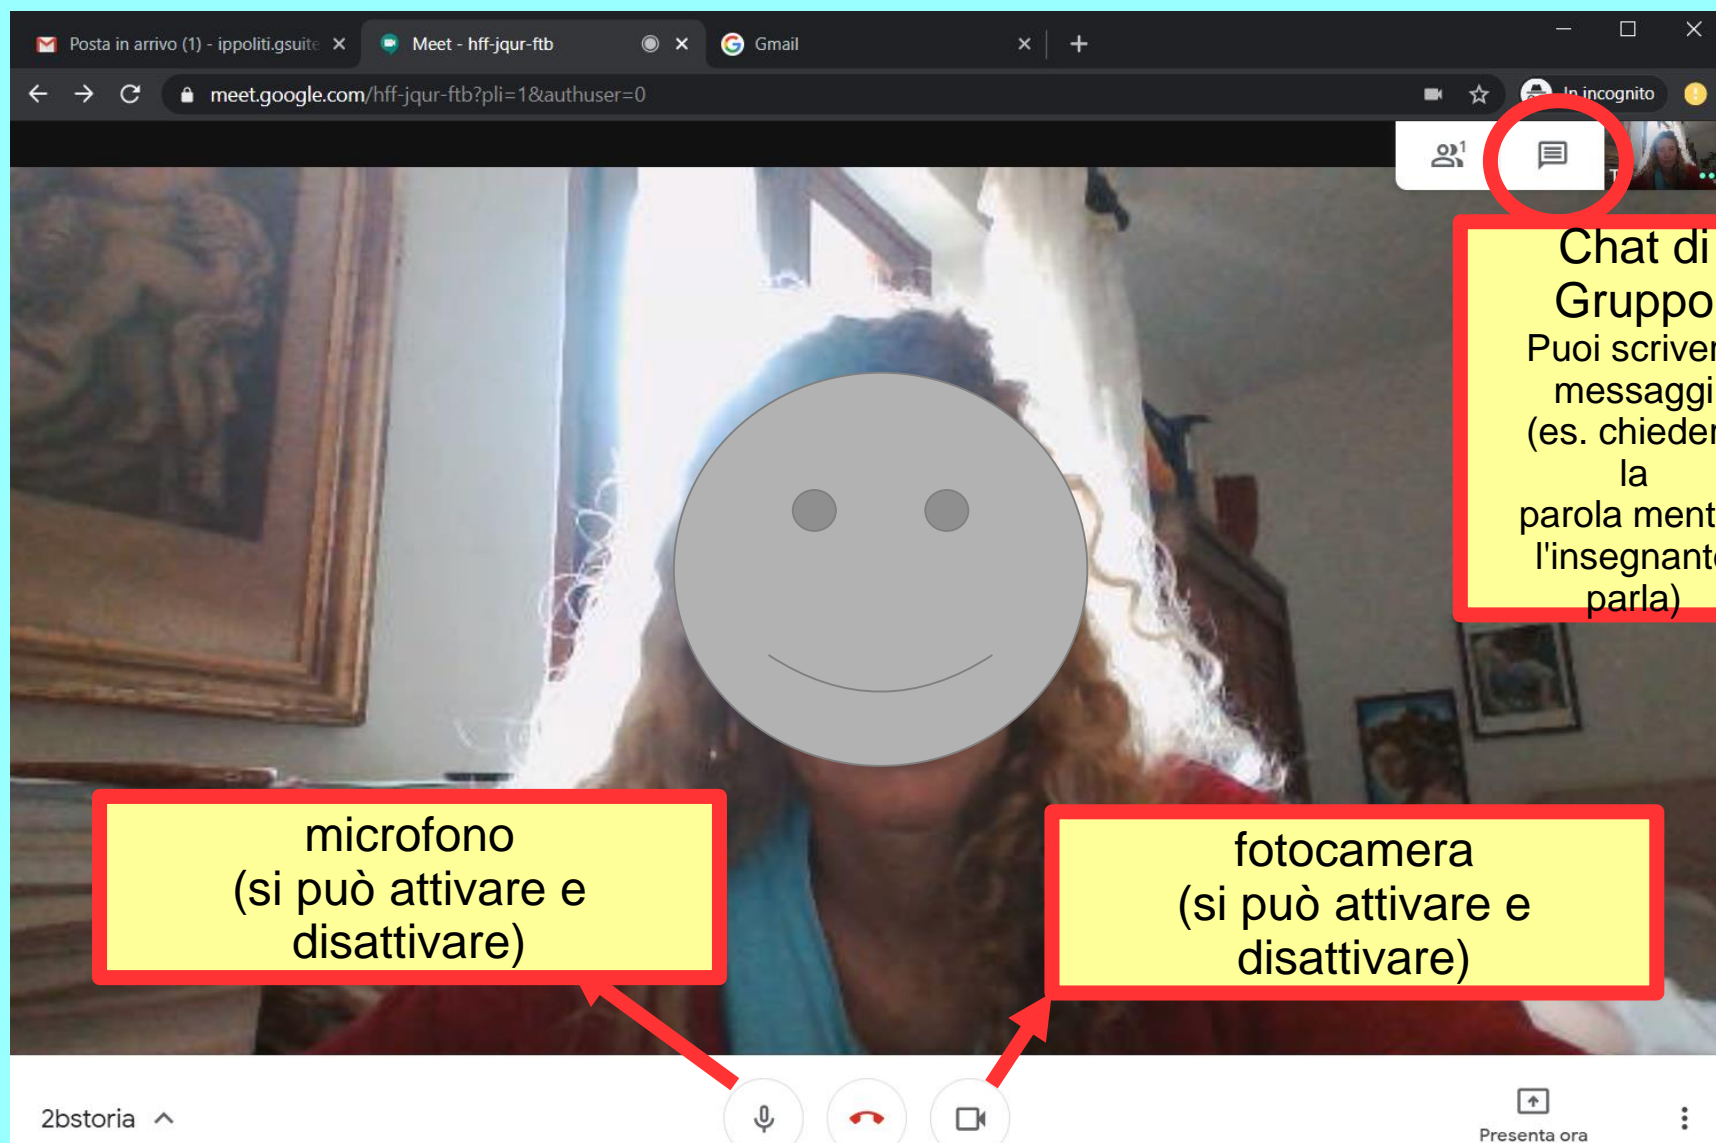 Posta in arrivo (1) - ippoliti.gsuite
Meet - hff-jqur-ftb
Gmail
meet.google.com/hff-jqur-ftb?pli=1&authuser=0
In incognito
1
T
Chat di
Gruppo
Puoi scriver
messaggi
(es. chieder
la
parola ment
l'insegnante
parla)
microfono
(si può attivare e
disattivare)
fotocamera
(si può attivare e
disattivare)
2bstoria
Presenta ora